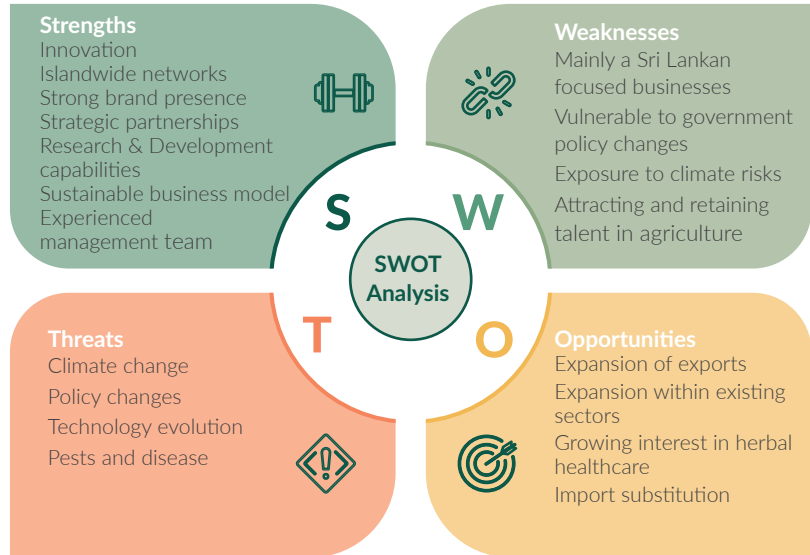 Strengths
Innovation
Islandwide networks
Strong brand presence
Strategic partnerships
Research & Development
capabilities
Sustainable business model
Experienced
management team
Weaknesses
Mainly a Sri Lankan
focused businesses
Vulnerable to government
policy changes
Exposure to climate risks
Attracting and retaining
talent in agriculture
S
W
SWOT
Analysis
T
O
Threats
Climate change
Policy changes
Technology evolution
Pests and disease
Opportunities
Expansion of exports
Expansion within existing
sectors
Growing interest in herbal
healthcare
Import substitution